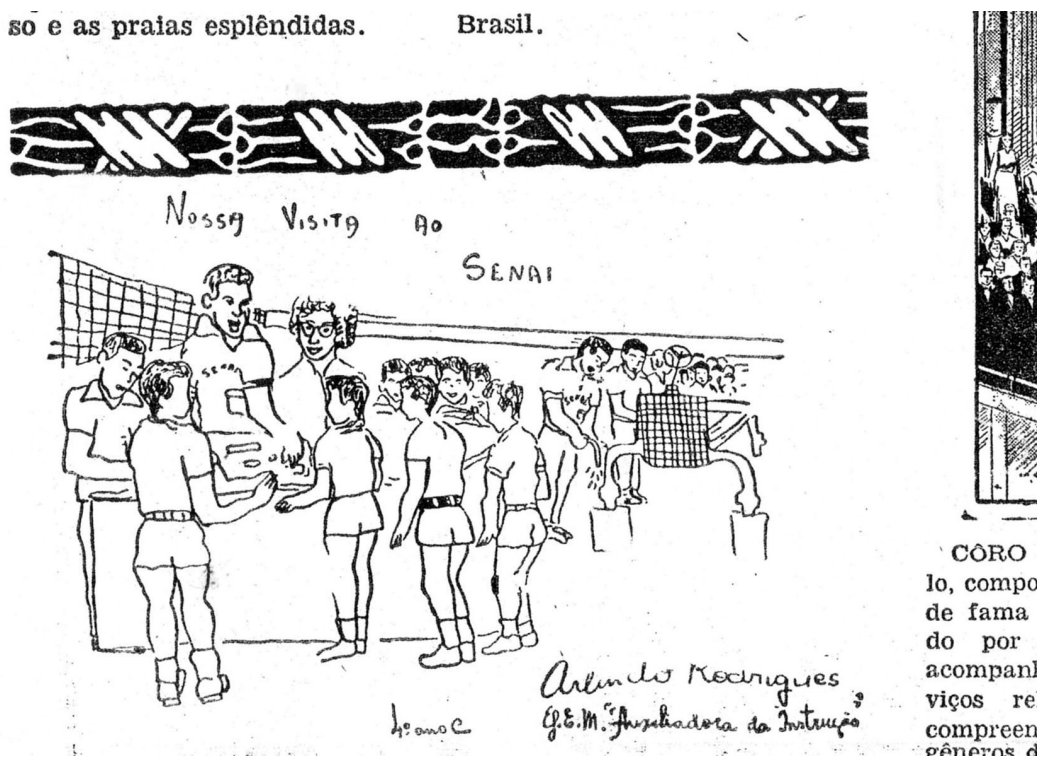 so e as praias esplêndidas.
Brasil.
NOSSA VISITA AO
SENAI
SENAI
SENAI
Arlindo Rodrigues
4º ano C
G.E.M. "Auxiliadora da Instrução"
CÔRO
lo, compo
de fama
do por
acompanh
viços re
compreen
gêneros d